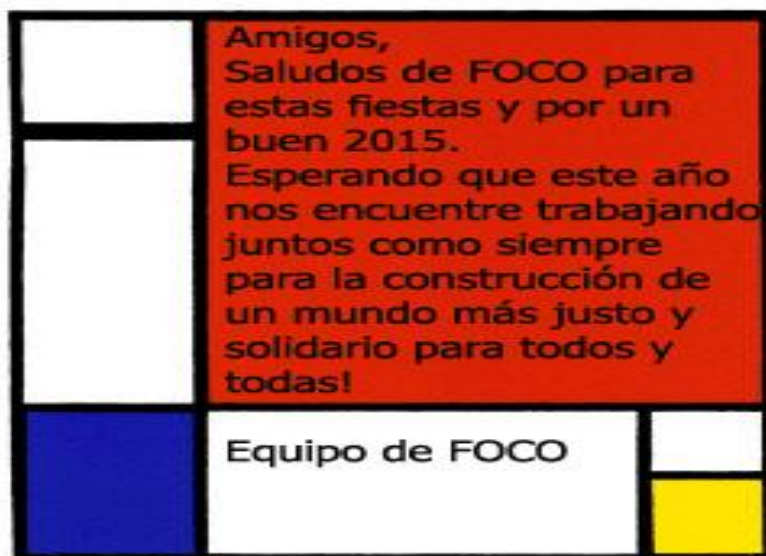 Amigos,
Saludos de FOCO para
estas fiestas y por un
buen 2015.
Esperando que este año
nos encuentre trabajando
juntos como siempre
para la construcción de
un mundo más justo y
solidario para todos y
todas!
Equipo de FOCO